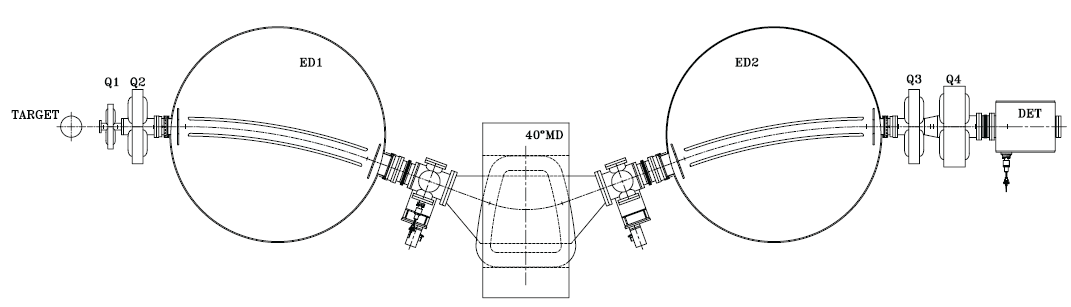 TARGET
Q1
Q2
ED1
40°MD
ED2
Q3
Q4
DET